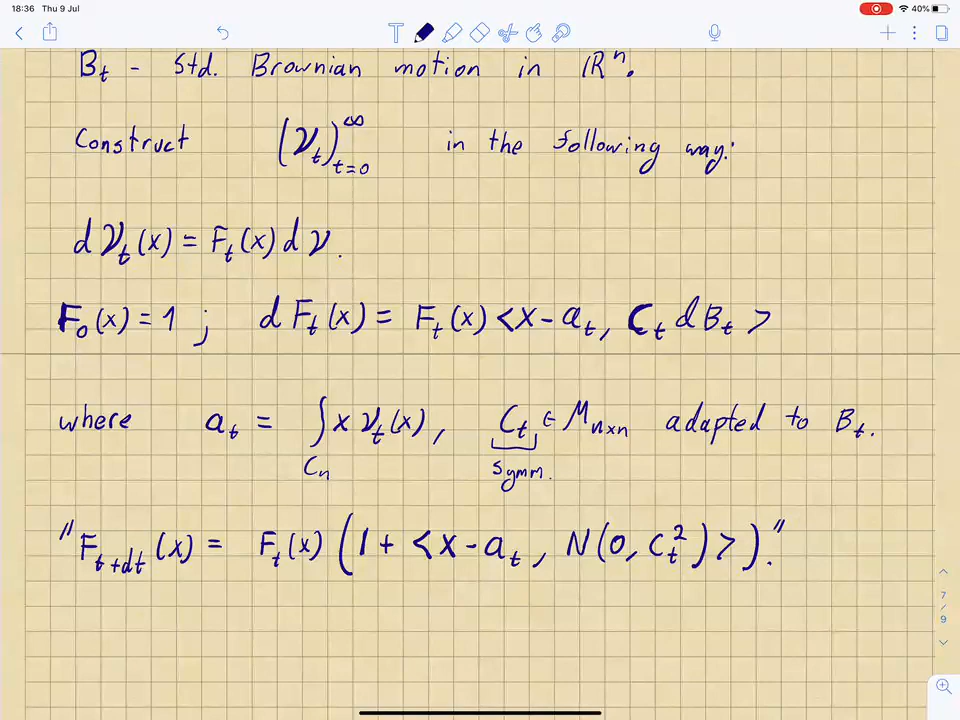 18:36 Thu 9 Jul
40%
B_t - Std. Brownian motion in ℝ^n.
Construct (ν_t)_{t=0}^∞ in the following way:
dν_t(x) = F_t(x) dν.
F_0(x) = 1 ; dF_t(x) = F_t(x) <x - a_t, C_t dB_t>
where a_t = ∫_{C_n} x ν_t(x), C_t ∈ M_{n×n} adapted to B_t.
symm.
"F_{t+dt}(x) = F_t(x) (1 + <x - a_t, N(0, C_t^2)>)."
7
/
9